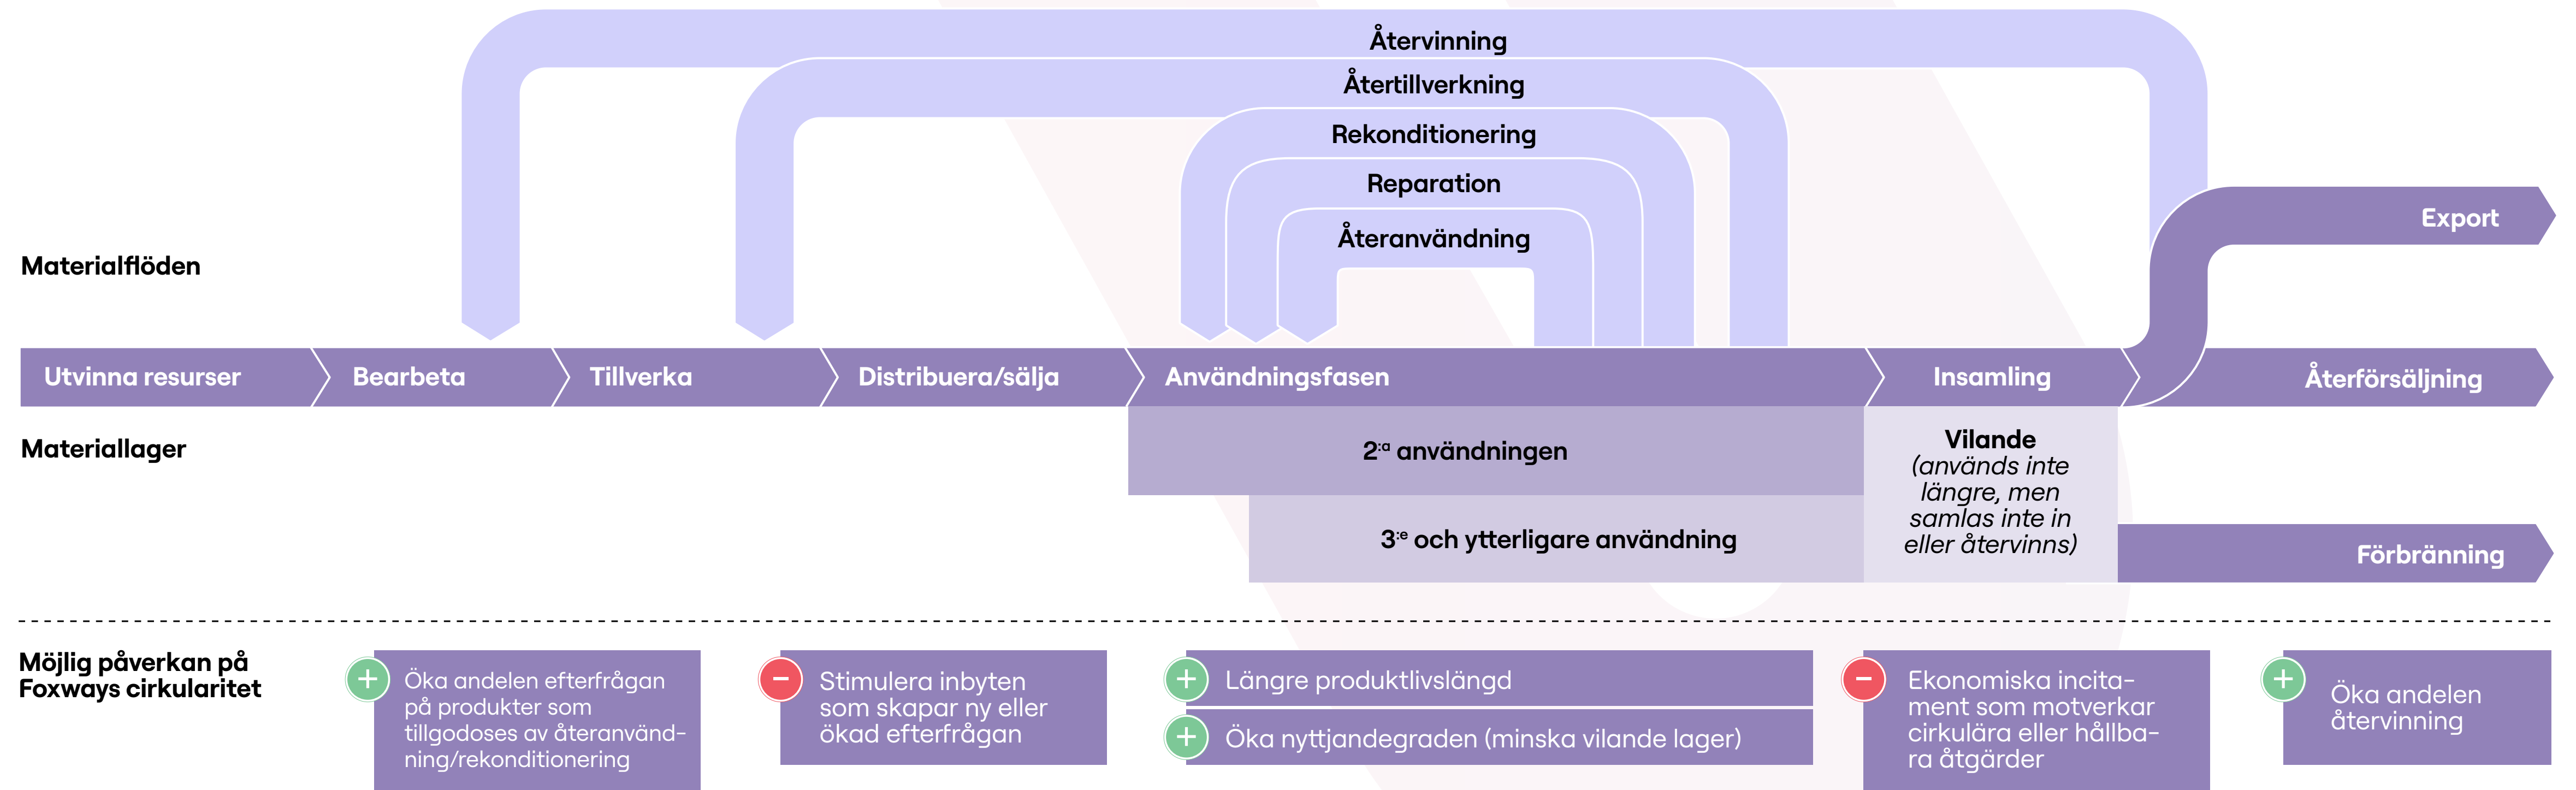 Återvinning
Återtillverkning
Rekonditionering
Reparation
Återanvändning
Export
Materialflöden
Utvinna resurser
Bearbeta
Tillverka
Distribuera/sälja
Användningsfasen
Insamling
Återförsäljning
Materiallager
2:a användningen
3:e och ytterligare användning
Vilande
(används inte
längre, men
samlas inte in
eller återvinns)
Förbränning
Möjlig påverkan på
Foxways cirkularitet
+
Öka andelen efterfrågan
på produkter som
tillgodoses av återanvänd-
ning/rekonditionering
−
Stimulera inbyten
som skapar ny eller
ökad efterfrågan
+
Längre produktlivslängd
+
Öka nyttjandegraden (minska vilande lager)
−
Ekonomiska incita-
ment som motverkar
cirkulära eller hållba-
ra åtgärder
+
Öka andelen
återvinning